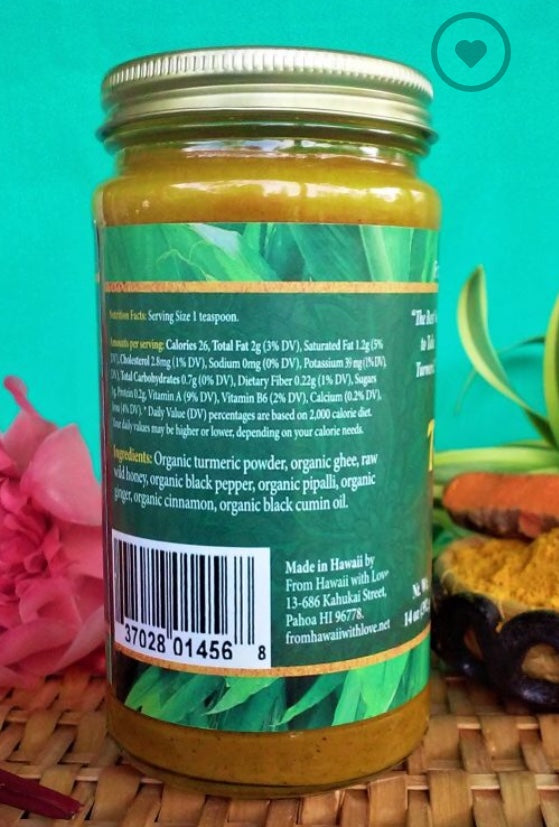 Nutrition Facts: Serving Size 1 teaspoon.
Amounts per serving: Calories 26, Total Fat 2g (3% DV), Saturated Fat 1.2g (5%
DV), Cholesterol 2.8mg (1% DV), Sodium 0mg (0% DV), Potassium 39 mg (1% DV),
Total Carbohydrates 0.7g (0% DV), Dietary Fiber 0.22g (1% DV), Sugars
Protein 0.2g, Vitamin A (9% DV), Vitamin B6 (2% DV), Calcium (0.2% DV),
(4% DV). * Daily Value (DV) percentages are based on 2,000 calorie diet.
Your daily values may be higher or lower, depending on your calorie needs.
Ingredients: Organic turmeric powder, organic ghee, raw
wild honey, organic black pepper, organic pipalli, organic
ginger, organic cinnamon, organic black cumin oil.
37028 01456 8
Made in Hawaii by
From Hawaii with Love
13-686 Kahukai Street,
Pahoa HI 96778.
fromhawaiiwithlove.net
"The
to
14 oz